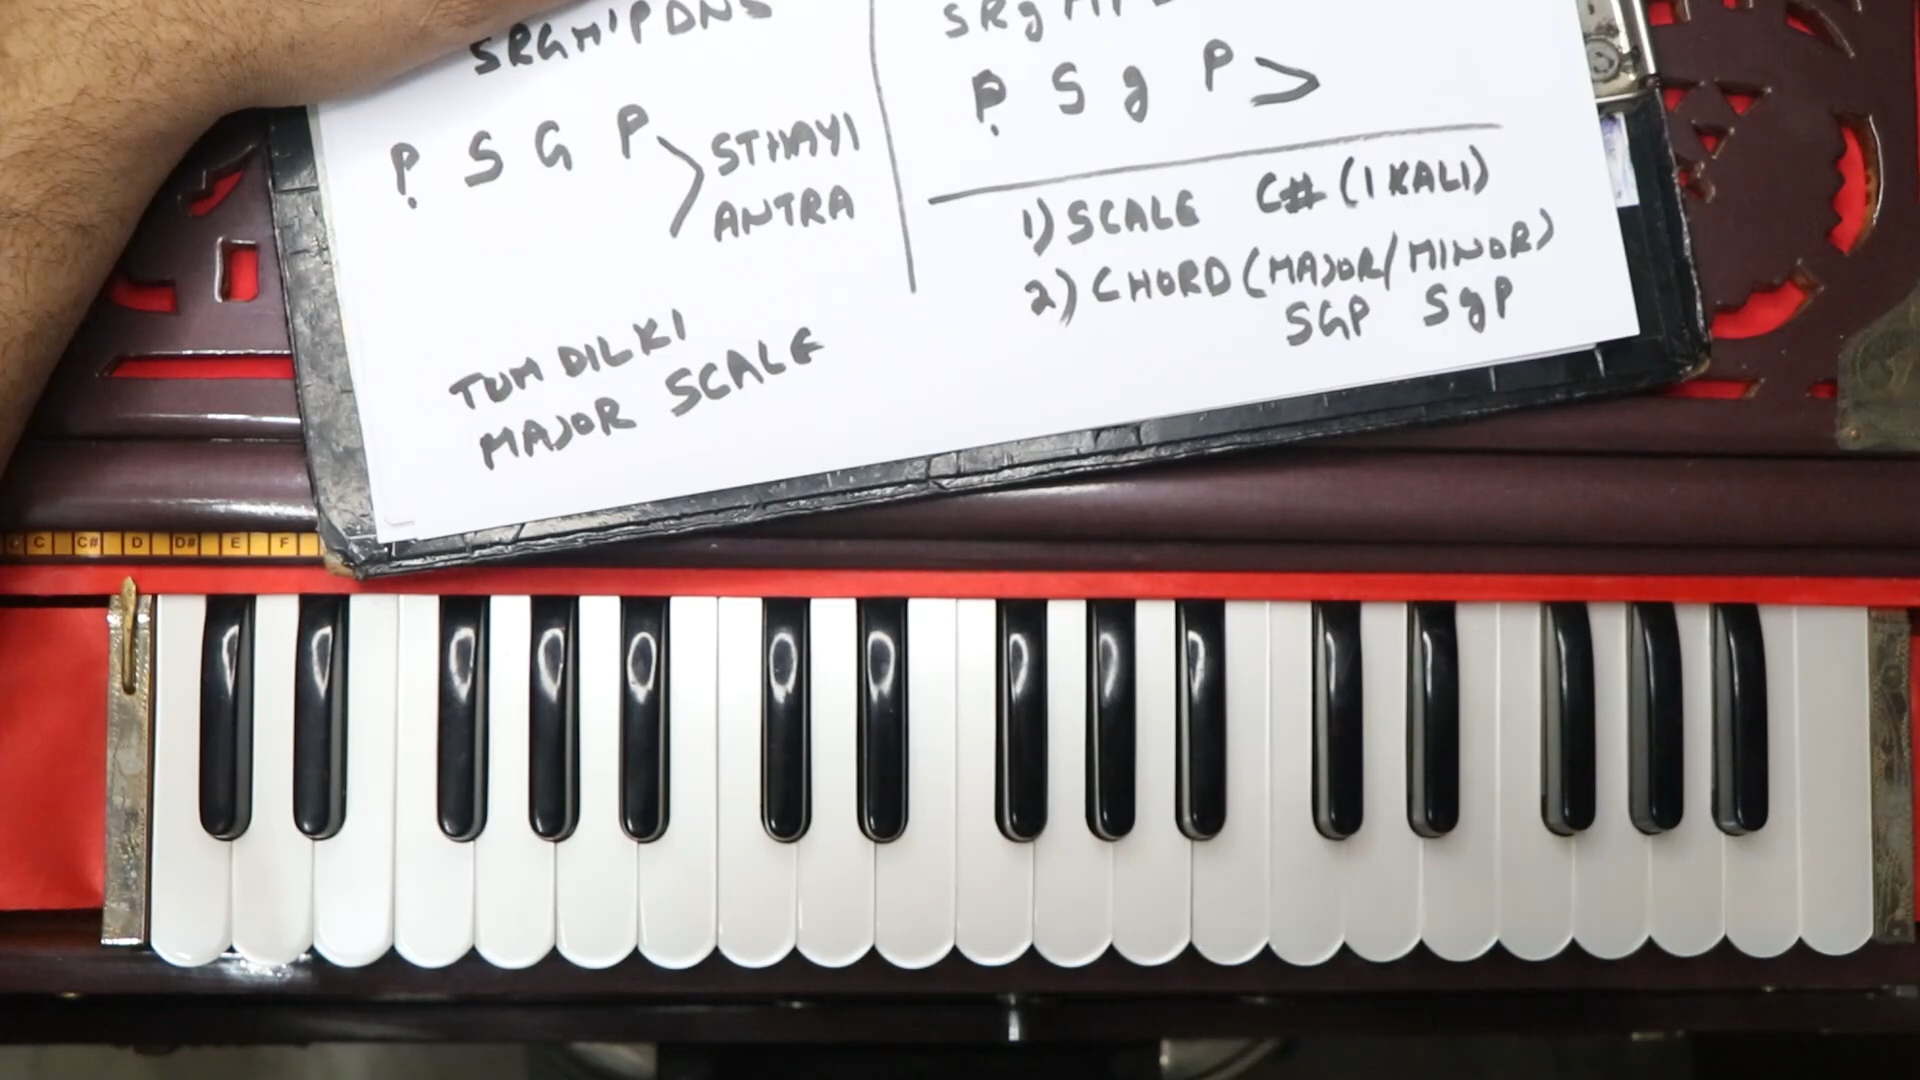 SRGM'PDNS
P̣ S G P > STHAYI
ANTRA
TUM DILKI
MAJOR SCALE
P̣ S g P >
1) SCALE C# (1 KALI)
2) CHORD (MAJOR/MINOR)
SGP SgP
C C# D D# E F